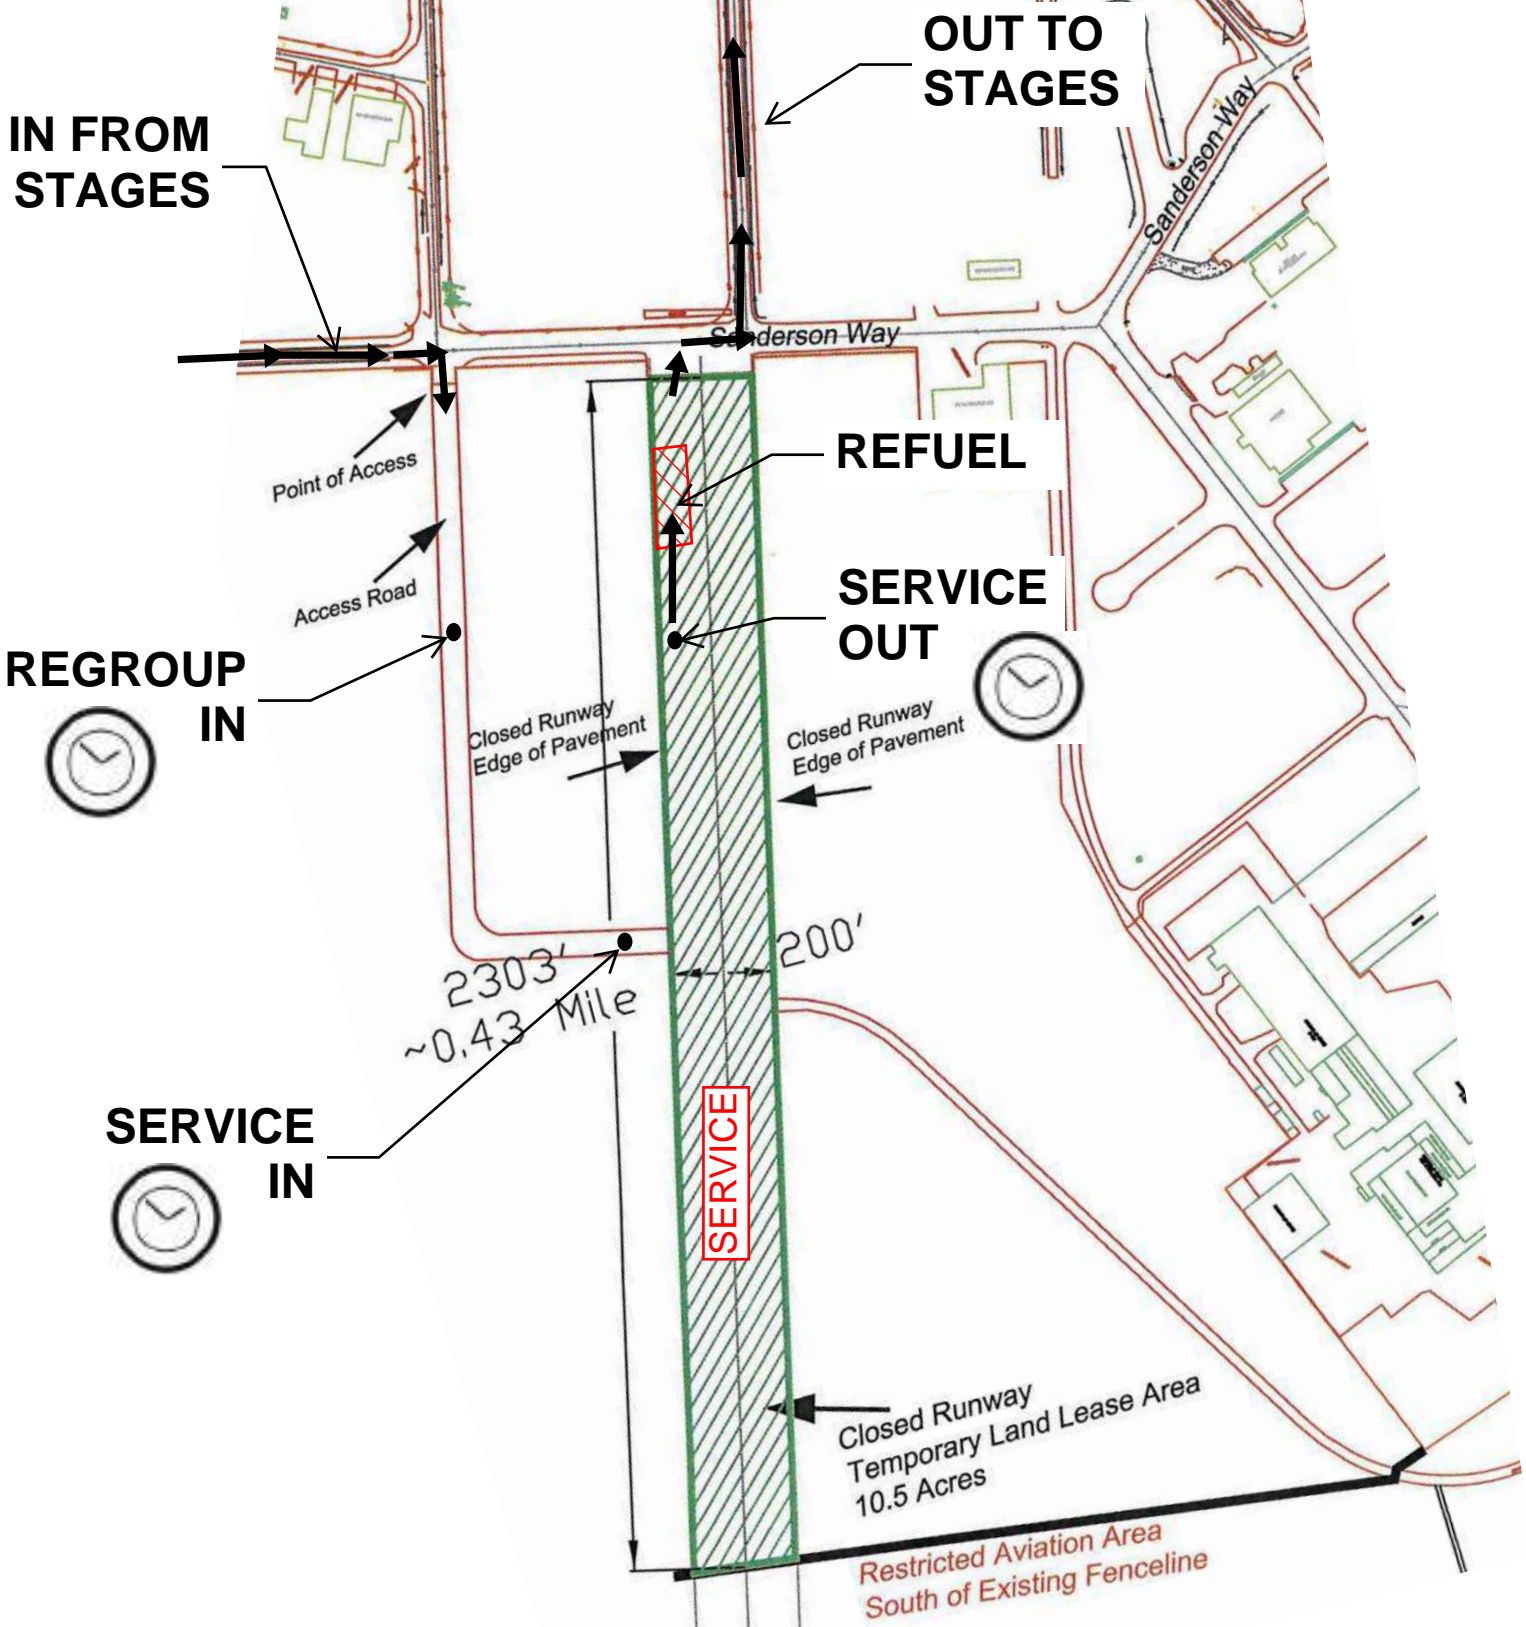 OUT TO
STAGES
IN FROM
STAGES
Sanderson Way
Sanderson Way
Point of Access
REFUEL
Access Road
SERVICE
OUT
REGROUP
IN
Closed Runway
Edge of Pavement
Closed Runway
Edge of Pavement
200'
2303'
~0.43 Mile
SERVICE
IN
SERVICE
Closed Runway
Temporary Land Lease Area
10.5 Acres
Restricted Aviation Area
South of Existing Fenceline